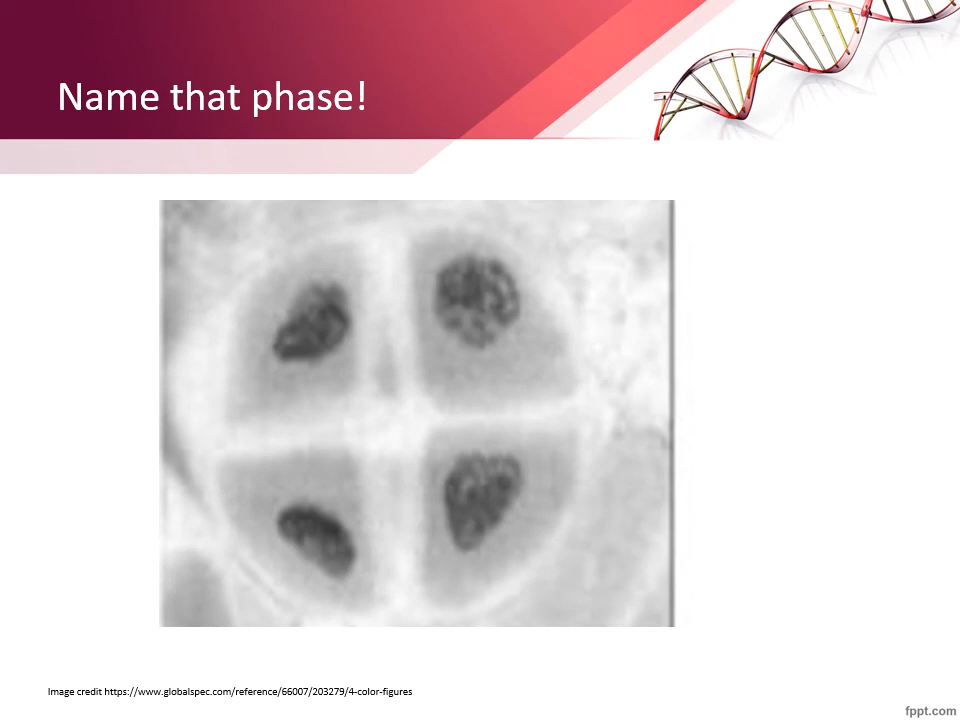 Name that phase!
Image credit https://www.globalspec.com/reference/66007/203279/4-color-figures
fppt.com